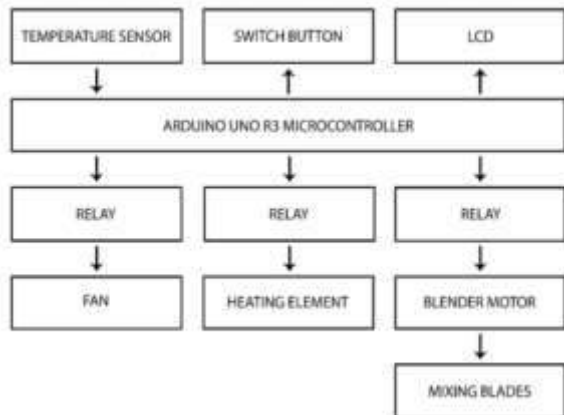 TEMPERATURE SENSOR
SWITCH BUTTON
LCD
ARDUINO UNO R3 MICROCONTROLLER
RELAY
RELAY
RELAY
FAN
HEATING ELEMENT
BLENDER MOTOR
MIXING BLADES